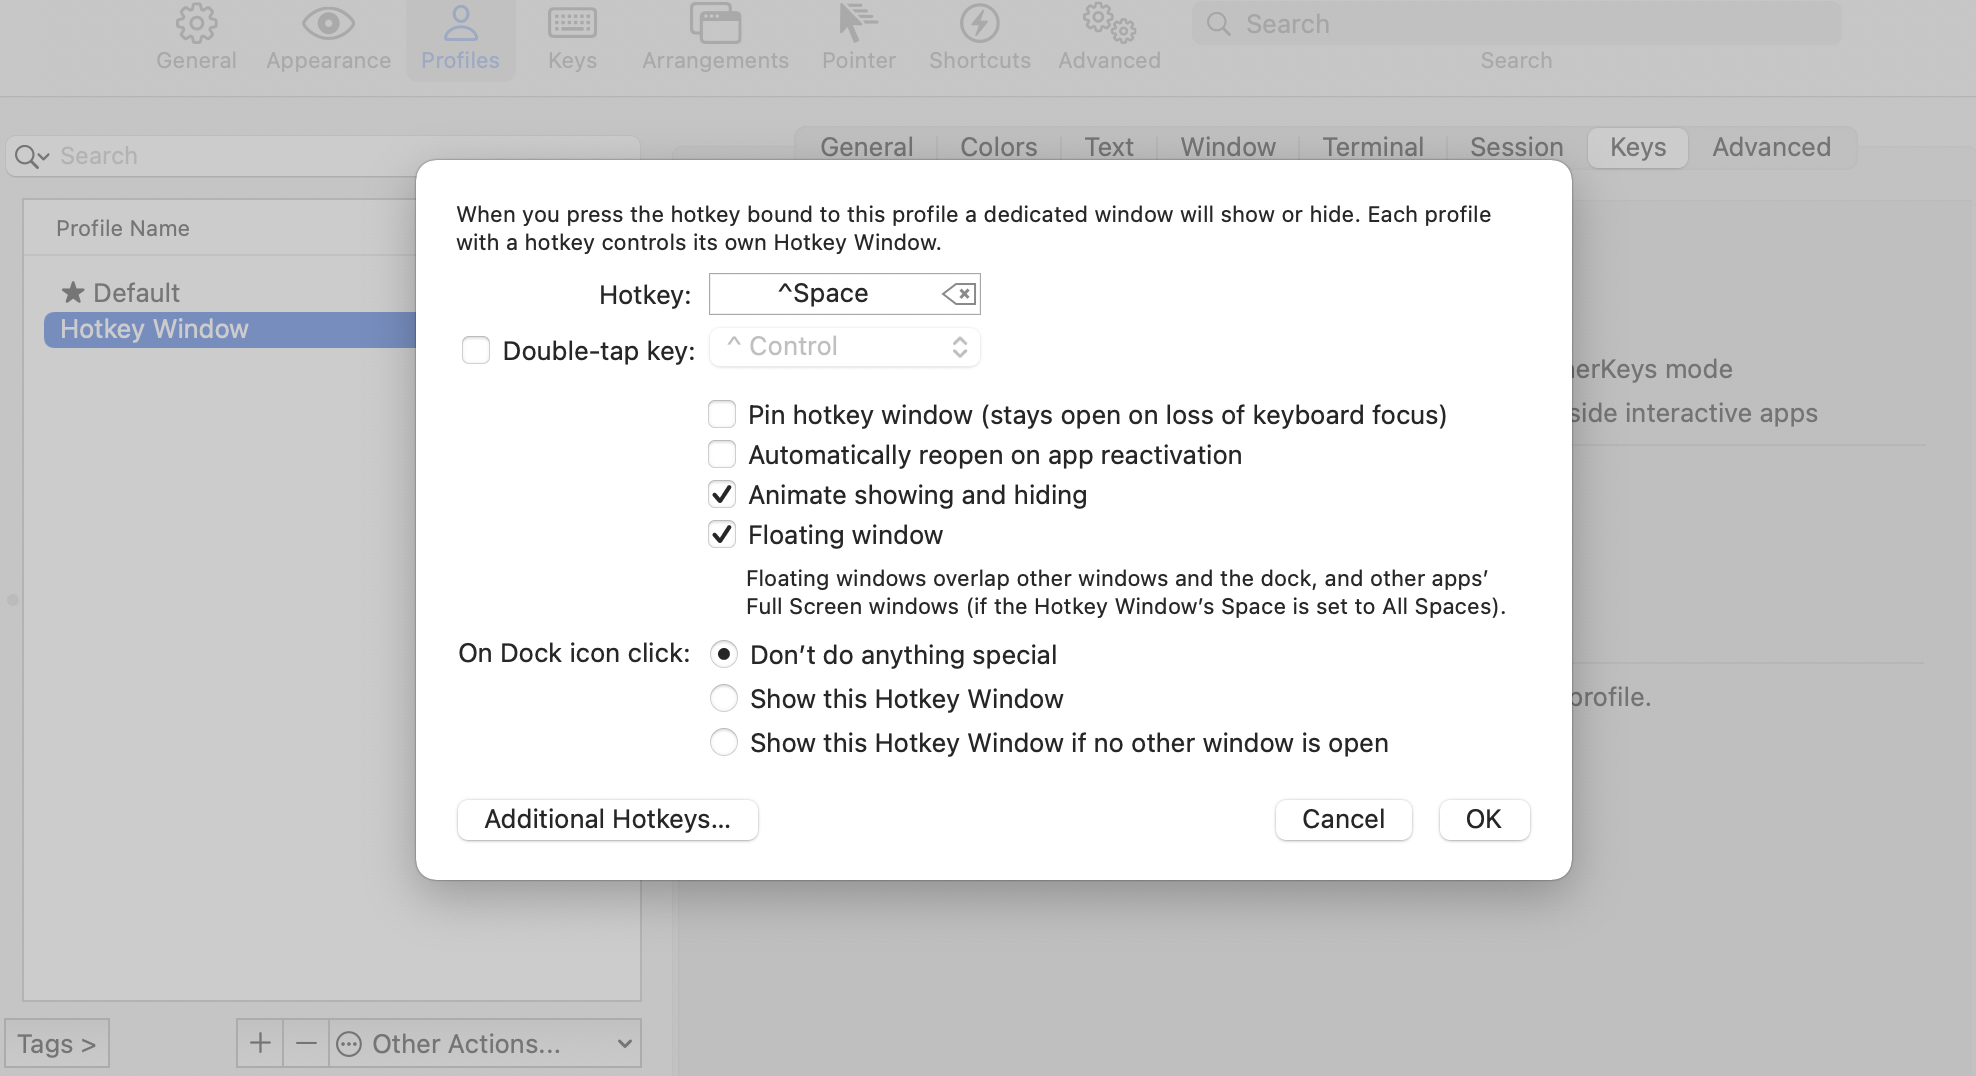 General
Appearance
Profiles
Keys
Arrangements
Pointer
Shortcuts
Advanced
Search
Search
Search
General
Colors
Text
Window
Terminal
Session
Keys
Advanced
Profile Name
★ Default
Hotkey Window
When you press the hotkey bound to this profile a dedicated window will show or hide. Each profile
with a hotkey controls its own Hotkey Window.
Hotkey: ^Space
Double-tap key: ^ Control
Pin hotkey window (stays open on loss of keyboard focus)
Automatically reopen on app reactivation
Animate showing and hiding
Floating window
Floating windows overlap other windows and the dock, and other apps’
Full Screen windows (if the Hotkey Window’s Space is set to All Spaces).
On Dock icon click: Don’t do anything special
Show this Hotkey Window
Show this Hotkey Window if no other window is open
Additional Hotkeys...
Cancel
OK
mode
interactive apps
profile.
Tags >
+
−
Other Actions...